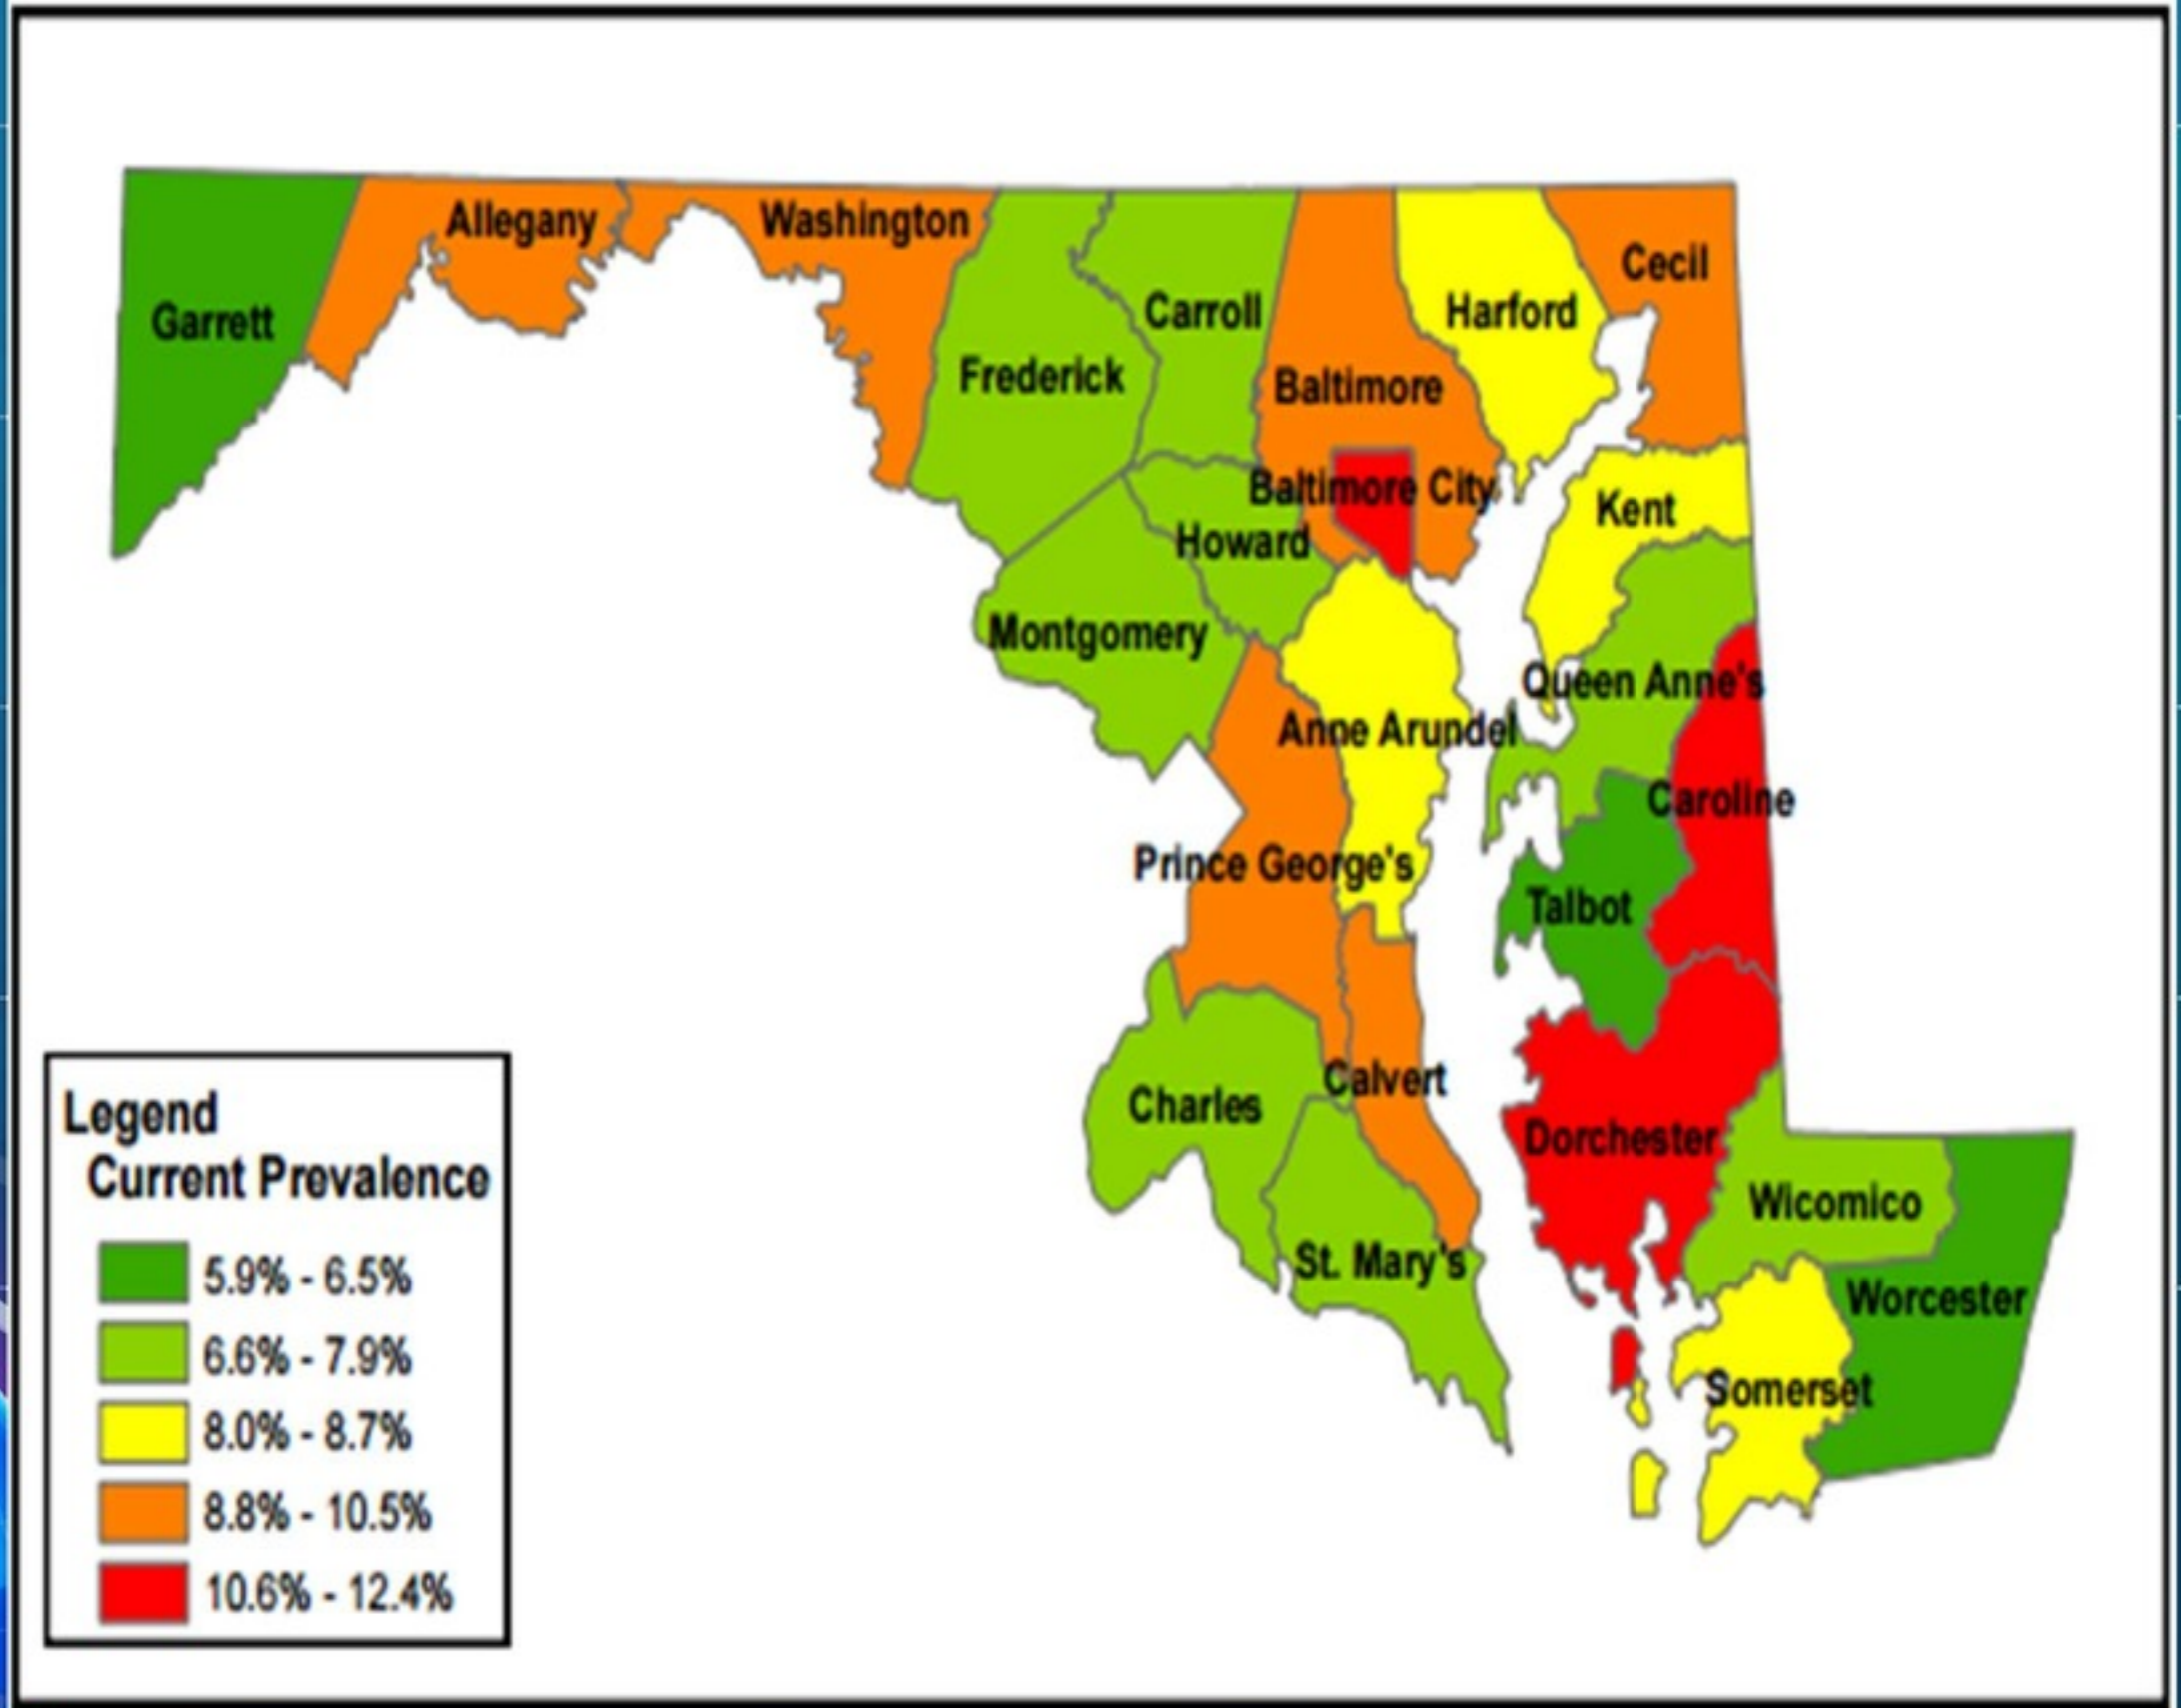 Allegany
Washington
Garrett
Cecil
Carroll
Harford
Frederick
Baltimore
Baltimore City
Kent
Howard
Montgomery
Queen Anne's
Anne Arundel
Caroline
Prince George's
Talbot
Calvert
Charles
Dorchester
Wicomico
St. Mary's
Worcester
Somerset
Legend
Current Prevalence
5.9% - 6.5%
6.6% - 7.9%
8.0% - 8.7%
8.8% - 10.5%
10.6% - 12.4%